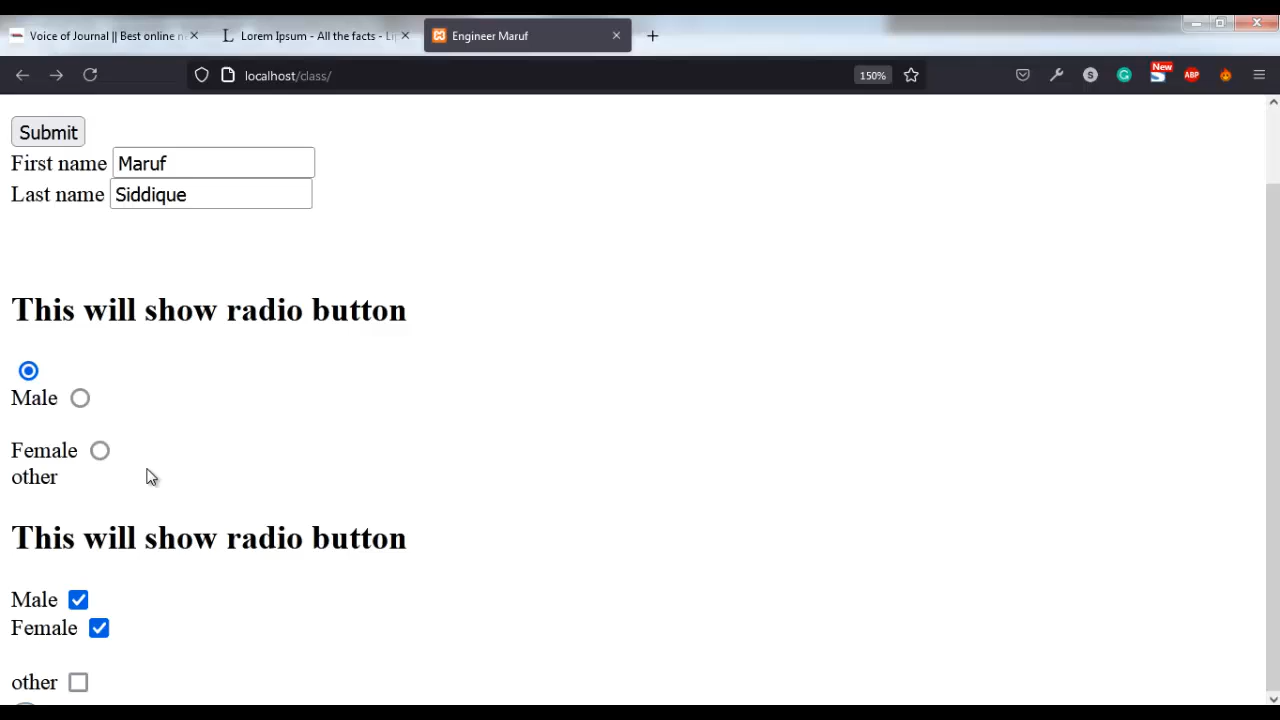 Voice of Journal || Best online n
Lorem Ipsum - All the facts - Lip
Engineer Maruf
localhost/class/
150%
S
New
ABP
Submit
First name Maruf
Last name Siddique
This will show radio button
Male
Female
other
This will show radio button
Male
Female
other